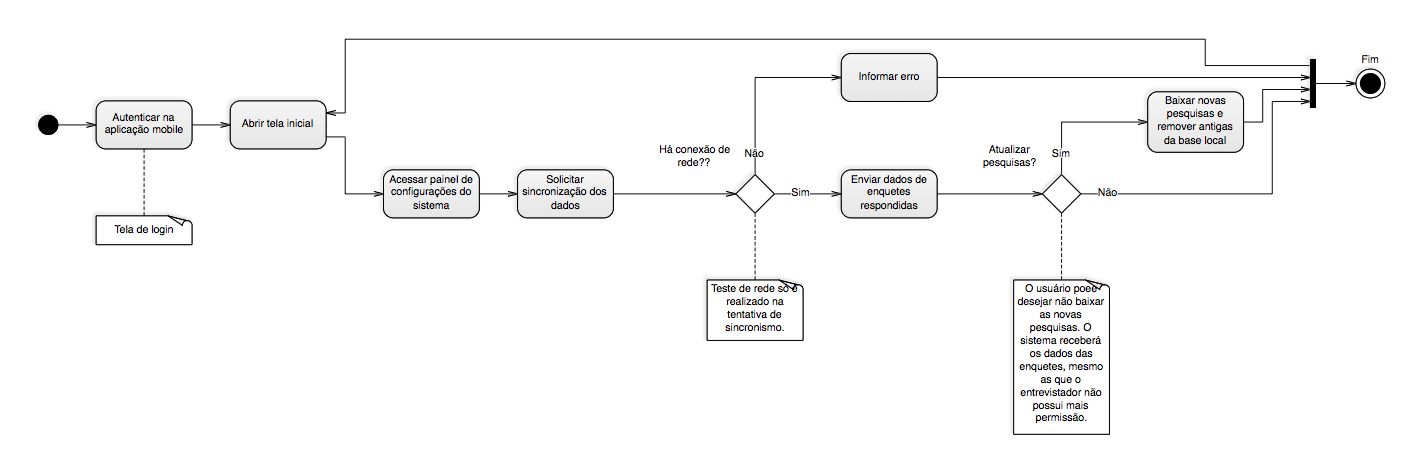 Fim
Autenticar na
aplicação mobile
Abrir tela inicial
Tela de login
Acessar painel de
configurações do
sistema
Solicitar
sincronização dos
dados
Há conexão de
rede??
Não
Sim
Informar erro
Enviar dados de
enquetes
respondidas
Atualizar
pesquisas?
Sim
Não
Baixar novas
pesquisas e
remover antigas
da base local
Teste de rede só é
realizado na
tentativa de
sincronismo.
O usuário poee
desejar não baixar
as novas
pesquisas. O
sistema receberá
os dados das
enquetes, mesmo
as que o
entrevistador não
possui mais
permissão.